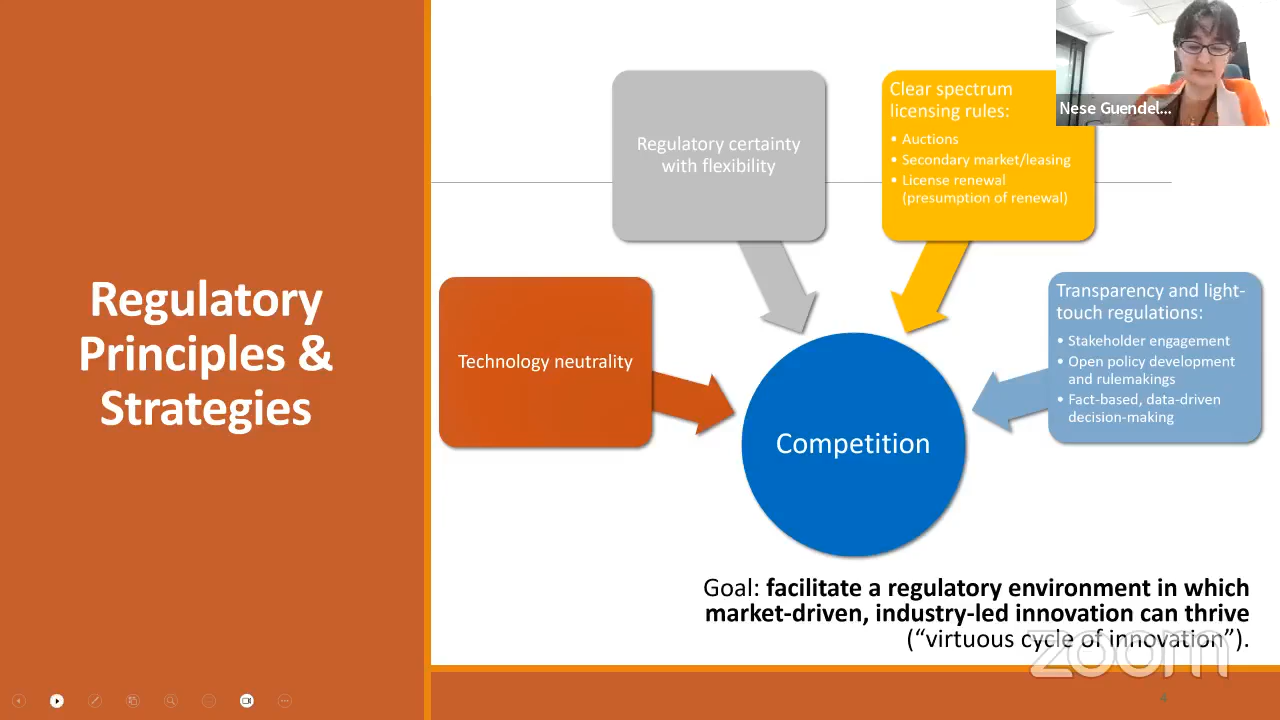 Regulatory
Principles &
Strategies
Regulatory certainty
with flexibility
Clear spectrum
licensing rules:
• Auctions
• Secondary market/leasing
• License renewal
(presumption of renewal)
Nese Guendel...
Technology neutrality
Transparency and light-
touch regulations:
• Stakeholder engagement
• Open policy development
and rulemakings
• Fact-based, data-driven
decision-making
Competition
Goal: facilitate a regulatory environment in which
market-driven, industry-led innovation can thrive
(“virtuous cycle of innovation”).
zoom
4